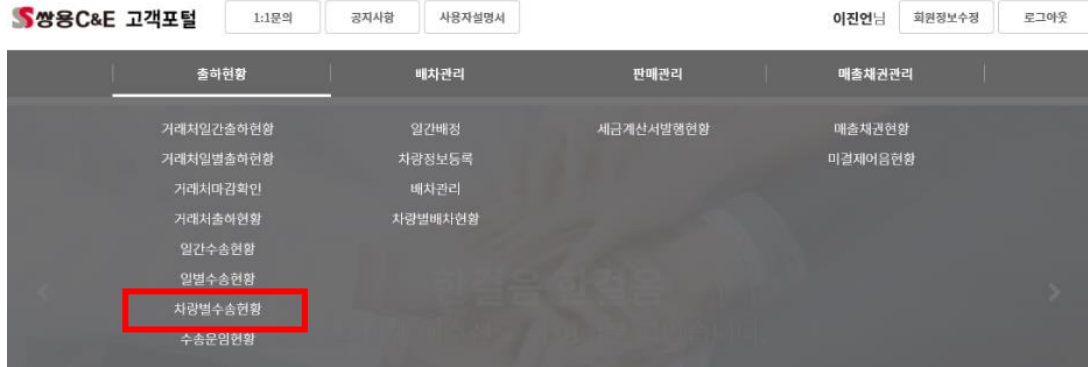 쌍용C&E 고객포털 1:1문의 공지사항 사용자설명서 이진언님 회원정보수정 로그아웃
출하현황 배차관리 판매관리 매출채권관리
거래처일간출하현황 일간배정 세금계산서발행현황 매출채권현황
거래처일별출하현황 차량정보등록 미결제어음현황
거래처마감확인 배차관리
거래처출하현황 차량별배차현황
일간수송현황
일별수송현황
차량별수송현황
수송운임현황
한걸음 한걸음